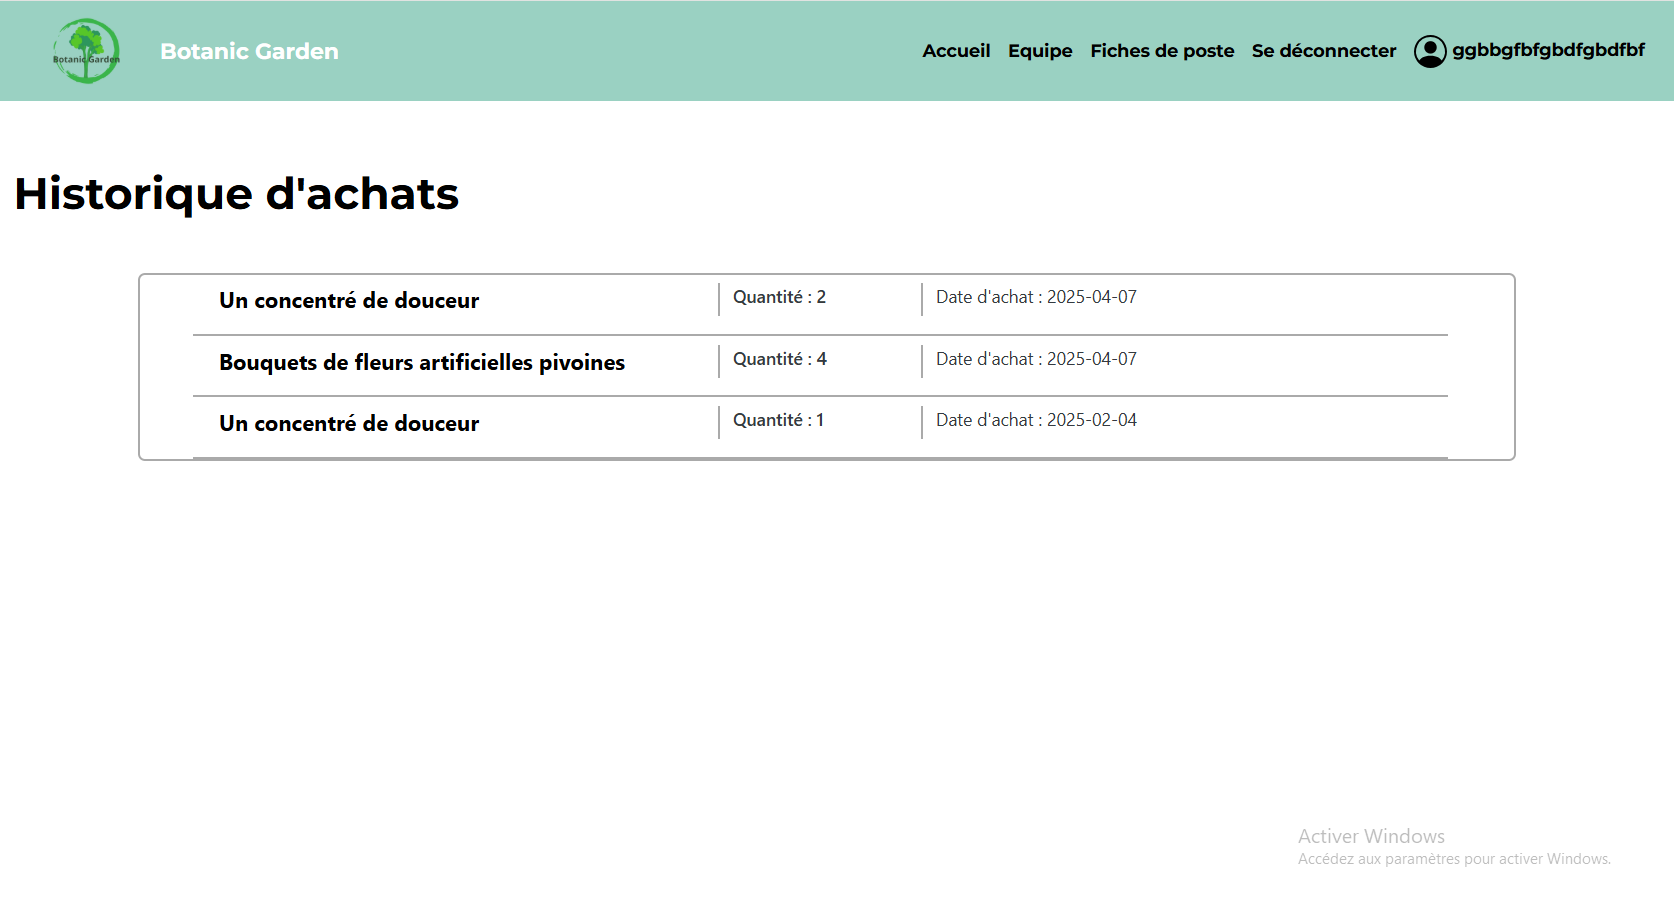 Botanic Garden
Botanic Garden
Accueil Equipe Fiches de poste Se déconnecter ggbbgfbfgbdfgbdfbf
Historique d'achats
Un concentré de douceur Quantité : 2 Date d'achat : 2025-04-07
Bouquets de fleurs artificielles pivoines Quantité : 4 Date d'achat : 2025-04-07
Un concentré de douceur Quantité : 1 Date d'achat : 2025-02-04
Activer Windows
Accédez aux paramètres pour activer Windows.